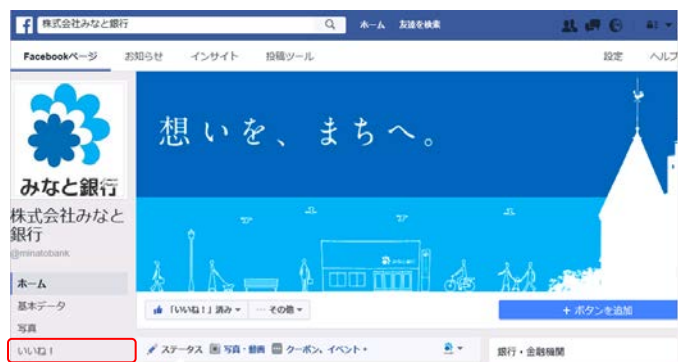 株式会社みなと銀行
ホーム 友達を検索
Facebookページ お知らせ インサイト 投稿ツール 設定 ヘルプ
想いを、まちへ。
みなと銀行
株式会社みなと
銀行
@minatobank
ホーム
基本データ
写真
いいね！
「いいね！」済み その他
+ ボタンを追加
ステータス 写真・動画 クーポン、イベント・
銀行・金融機関